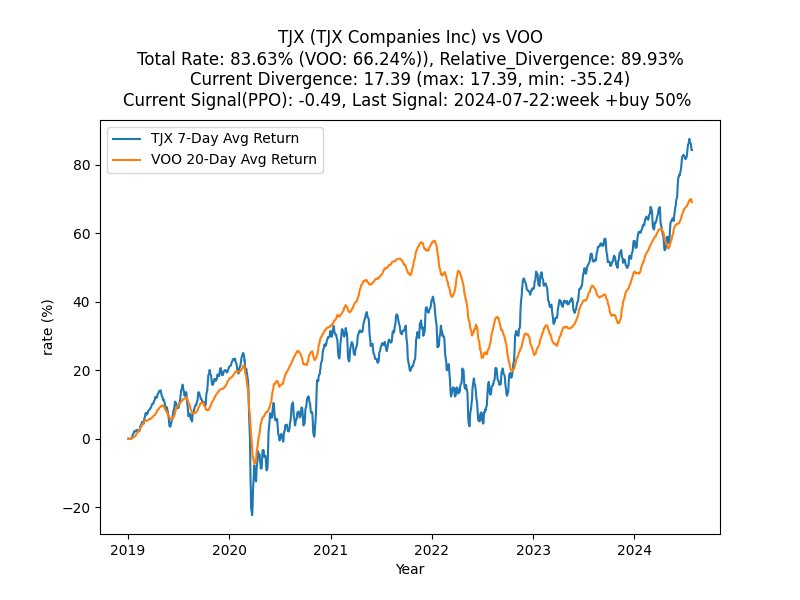 TJX (TJX Companies Inc) vs VOO
Total Rate: 83.63% (VOO: 66.24%)), Relative_Divergence: 89.93%
Current Divergence: 17.39 (max: 17.39, min: -35.24)
Current Signal(PPO): -0.49, Last Signal: 2024-07-22:week +buy 50%
TJX 7-Day Avg Return
VOO 20-Day Avg Return
rate (%)
80
60
40
20
0
−20
2019
2020
2021
2022
2023
2024
Year